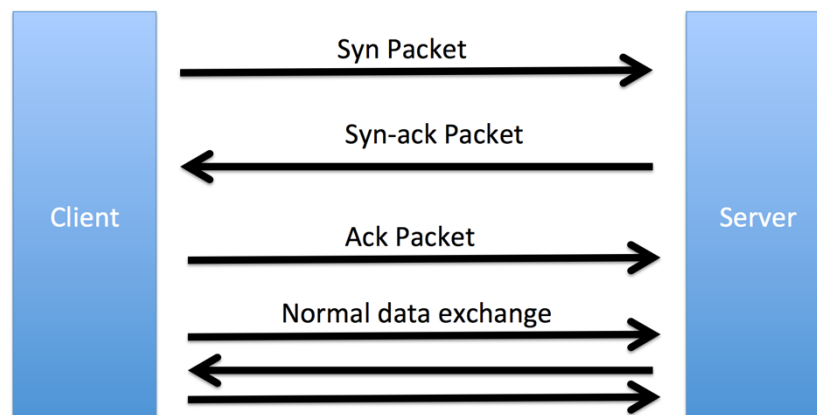 Syn Packet
Syn-ack Packet
Client
Server
Ack Packet
Normal data exchange